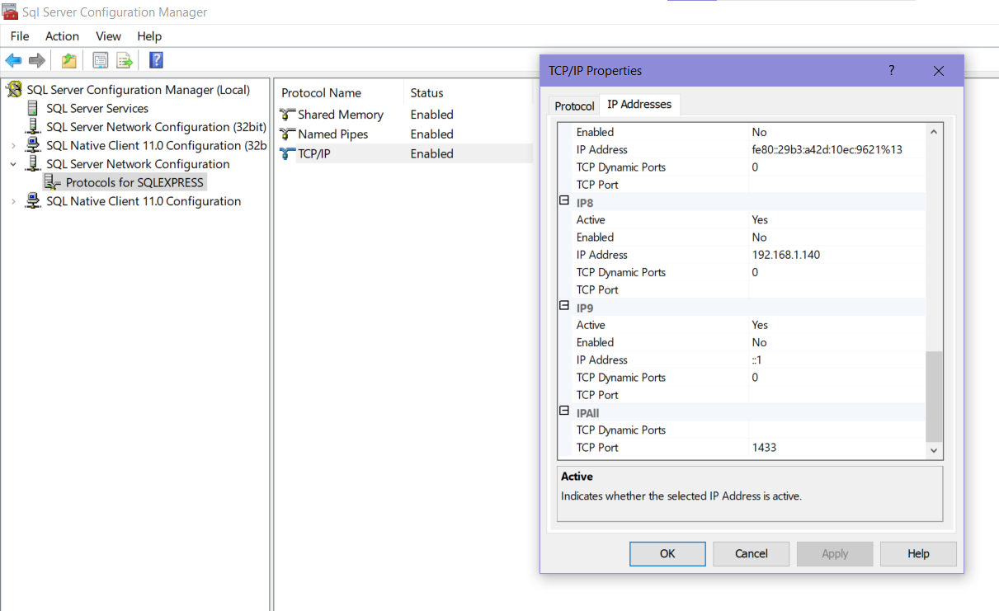 Sql Server Configuration Manager
File Action View Help
SQL Server Configuration Manager (Local)
SQL Server Services
SQL Server Network Configuration (32bit)
SQL Native Client 11.0 Configuration (32b
SQL Server Network Configuration
Protocols for SQLEXPRESS
SQL Native Client 11.0 Configuration
Protocol Name Status
Shared Memory Enabled
Named Pipes Enabled
TCP/IP Enabled
TCP/IP Properties ?
Protocol IP Addresses
Enabled No
IP Address fe80::29b3:a42d:10ec:9621%13
TCP Dynamic Ports 0
TCP Port
IP8
Active Yes
Enabled No
IP Address 192.168.1.140
TCP Dynamic Ports 0
TCP Port
IP9
Active Yes
Enabled No
IP Address ::1
TCP Dynamic Ports 0
TCP Port
IPAll
TCP Dynamic Ports
TCP Port 1433
Active
Indicates whether the selected IP Address is active.
OK Cancel Apply Help